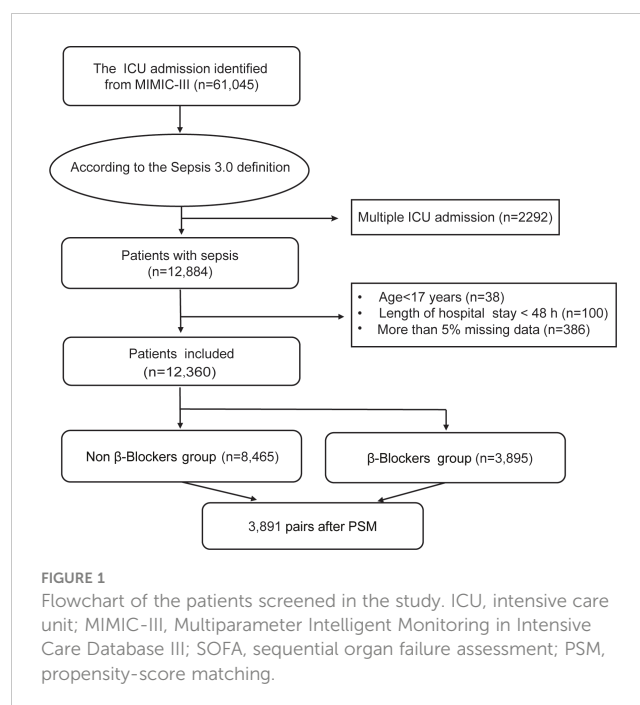 The ICU admission identified
from MIMIC-III (n=61,045)
According to the Sepsis 3.0 definition
Multiple ICU admission (n=2292)
Patients with sepsis
(n=12,884)
• Age<17 years (n=38)
• Length of hospital stay < 48 h (n=100)
• More than 5% missing data (n=386)
Patients included
(n=12,360)
Non β-Blockers group (n=8,465)
β-Blockers group (n=3,895)
3,891 pairs after PSM
FIGURE 1
Flowchart of the patients screened in the study. ICU, intensive care
unit; MIMIC-III, Multiparameter Intelligent Monitoring in Intensive
Care Database III; SOFA, sequential organ failure assessment; PSM,
propensity-score matching.